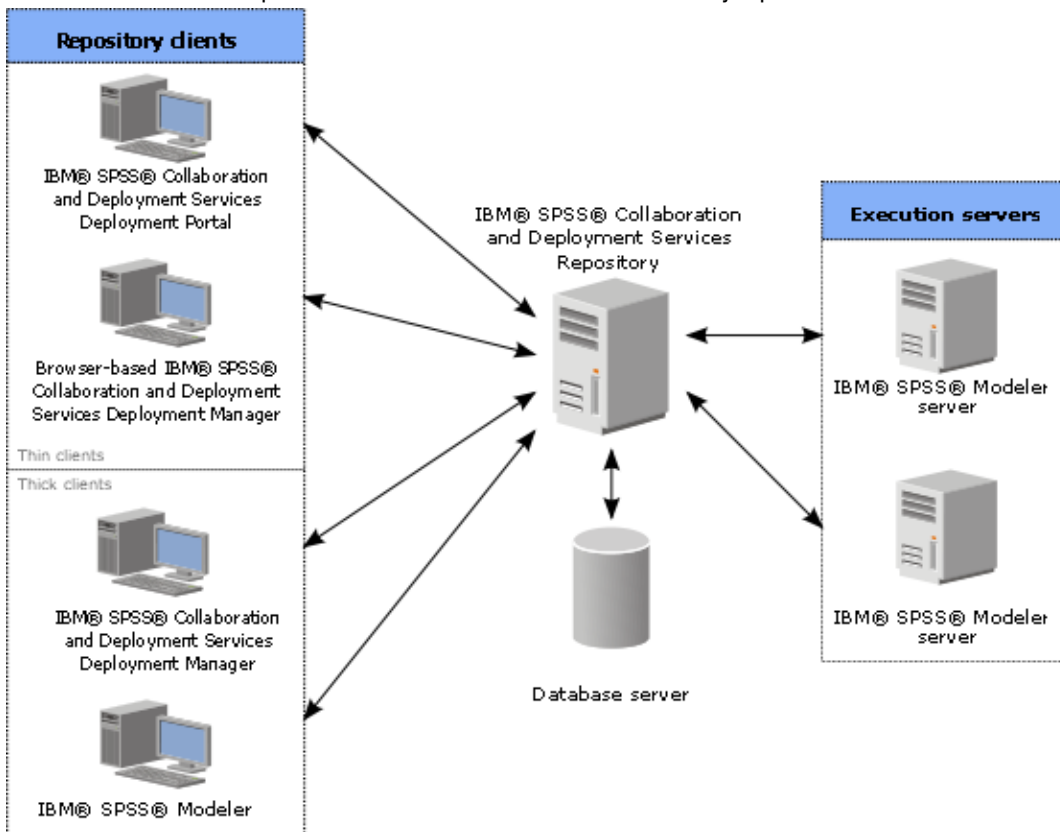 Repository clients
IBM® SPSS® Collaboration
and Deployment Services
Deployment Portal
Browser-based IBM® SPSS®
Collaboration and Deployment
Services Deployment Manager
Thin clients
Thick clients
IBM® SPSS® Collaboration
and Deployment Services
Deployment Manager
IBM® SPSS® Modeler
IBM® SPSS® Collaboration
and Deployment Services
Repository
Database server
Execution servers
IBM® SPSS® Modeler
server
IBM® SPSS® Modeler
server